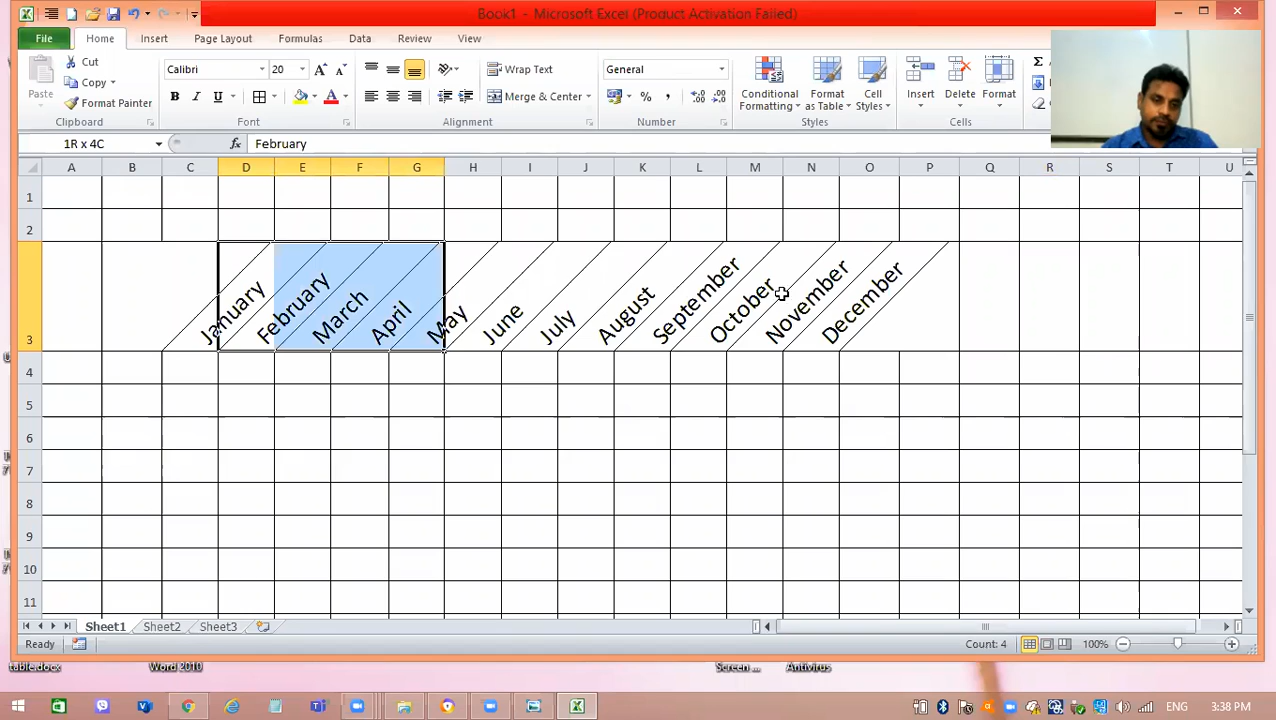 Book1 - Microsoft Excel (Product Activation Failed)
File Home Insert Page Layout Formulas Data Review View
Paste Cut Calibri 20 A A Wrap Text General Conditional Formatting Format as Table Cell Styles Insert Delete Format Σ
Copy
Format Painter B I U A Merge & Center % ,
Clipboard Font Alignment Number Styles Cells
1R x 4C fx February
A B C D E F G H I J K L M N O P Q R S T U
1
2
3 January February March April May June July August September October November December
4
5
6
7
8
9
10
11
Sheet1 Sheet2 Sheet3
Ready Count: 4 100%
table.docx Word 2010 Screen ... Antivirus
ENG 3:38 PM